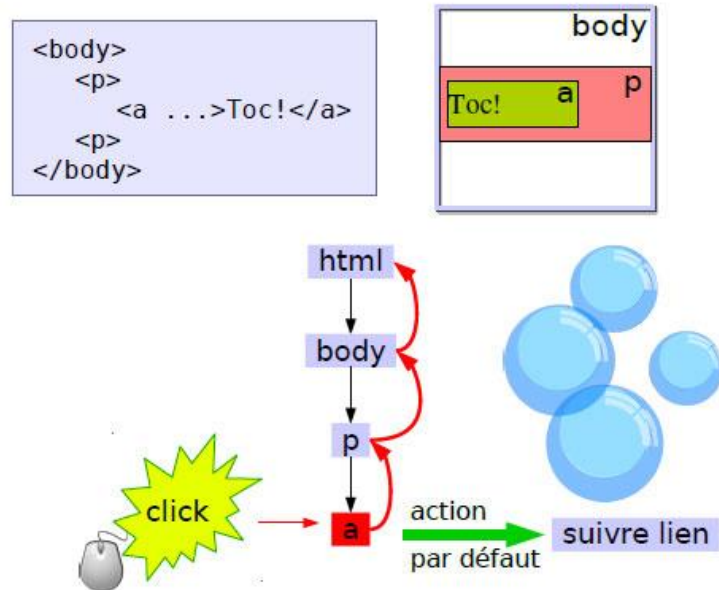 <body>
<p>
<a ...>Toc!</a>
<p>
</body>
body
p
a
Toc!
html
body
p
a
click
action
par défaut
suivre lien